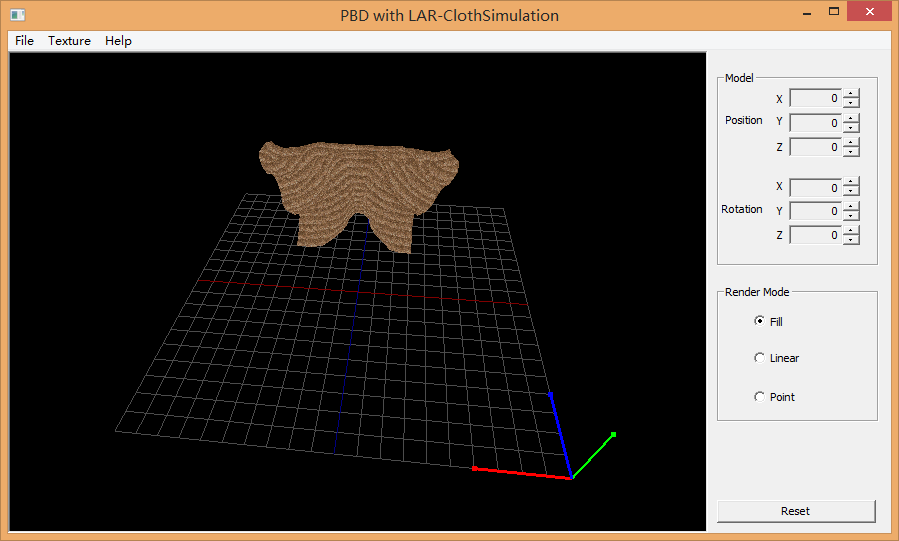 PBD with LAR-ClothSimulation
File Texture Help
Model
X 0
Position Y 0
Z 0
X 0
Rotation Y 0
Z 0
Render Mode
Fill
Linear
Point
Reset